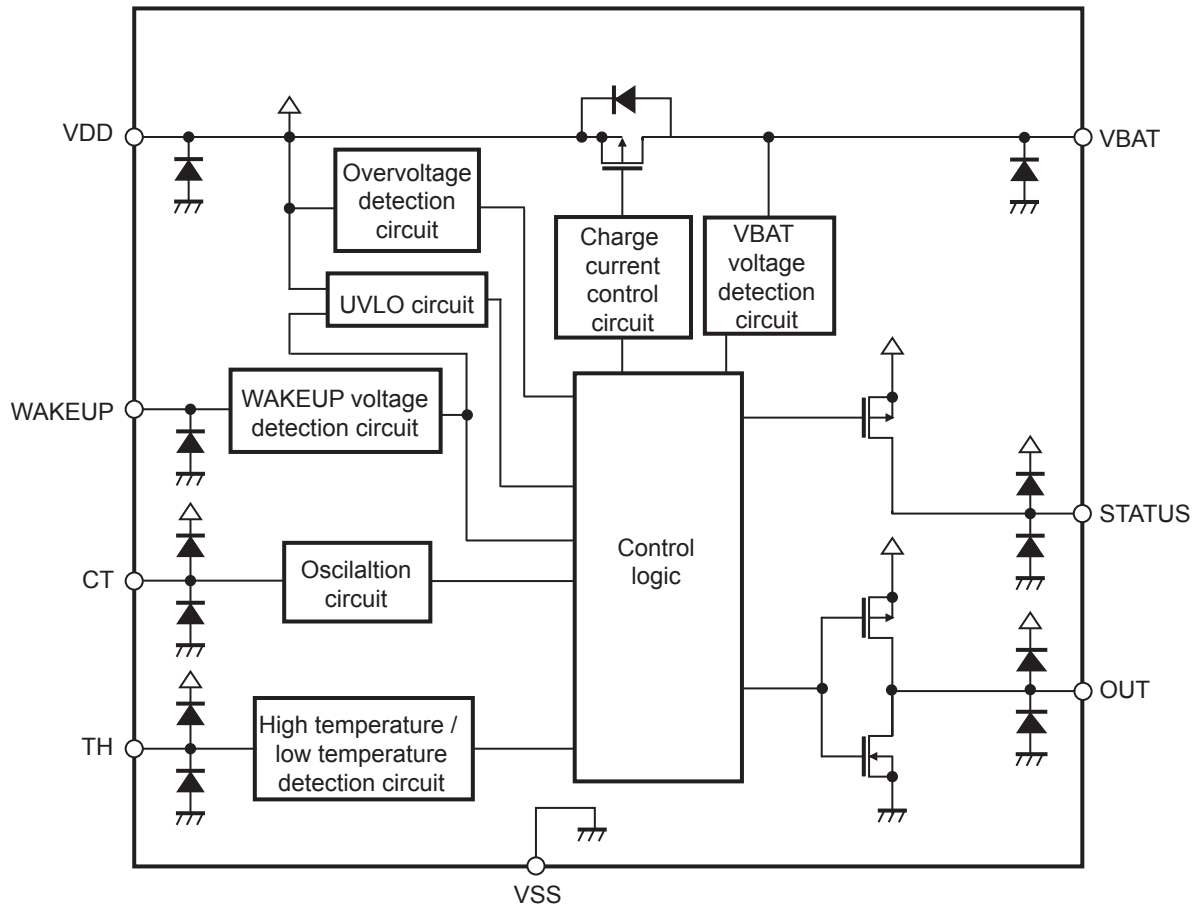 VDD
VBAT
Overvoltage
detection
circuit
Charge
current
control
circuit
VBAT
voltage
detection
circuit
UVLO circuit
WAKEUP
WAKEUP voltage
detection circuit
STATUS
CT
Oscilaltion
circuit
Control
logic
OUT
TH
High temperature /
low temperature
detection circuit
VSS